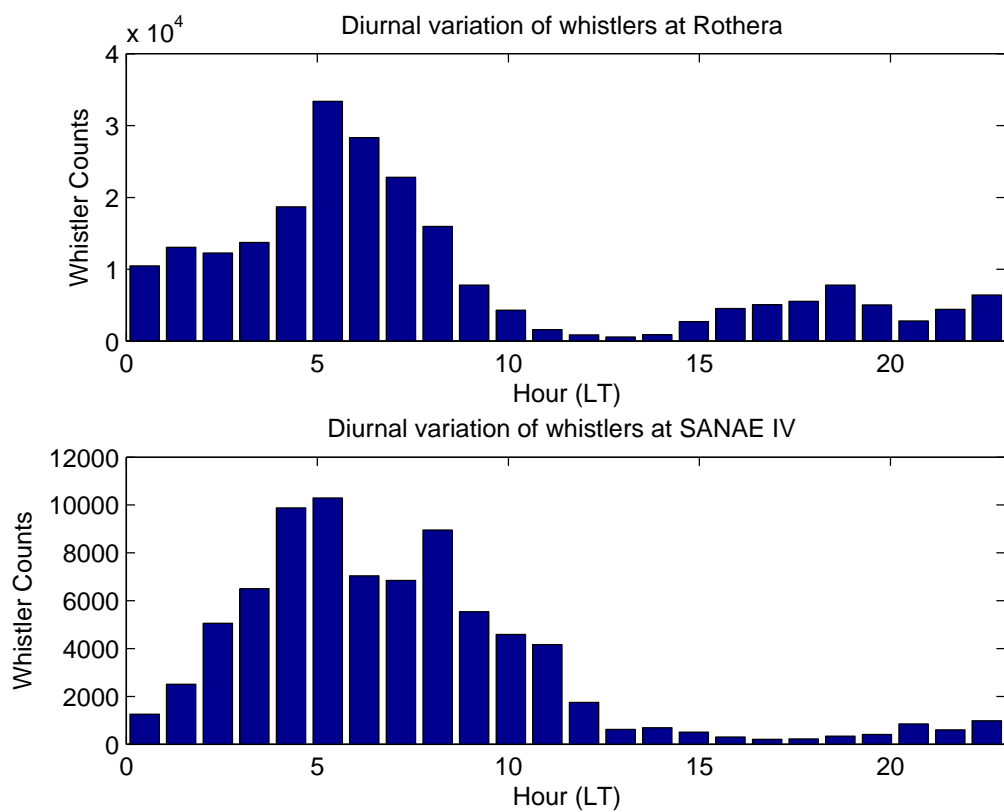 Diurnal variation of whistlers at Rothera
x 10^4
4
3
2
1
0
Whistler Counts
0 5 10 15 20
Hour (LT)
Diurnal variation of whistlers at SANAE IV
12000
10000
8000
6000
4000
2000
0
Whistler Counts
0 5 10 15 20
Hour (LT)